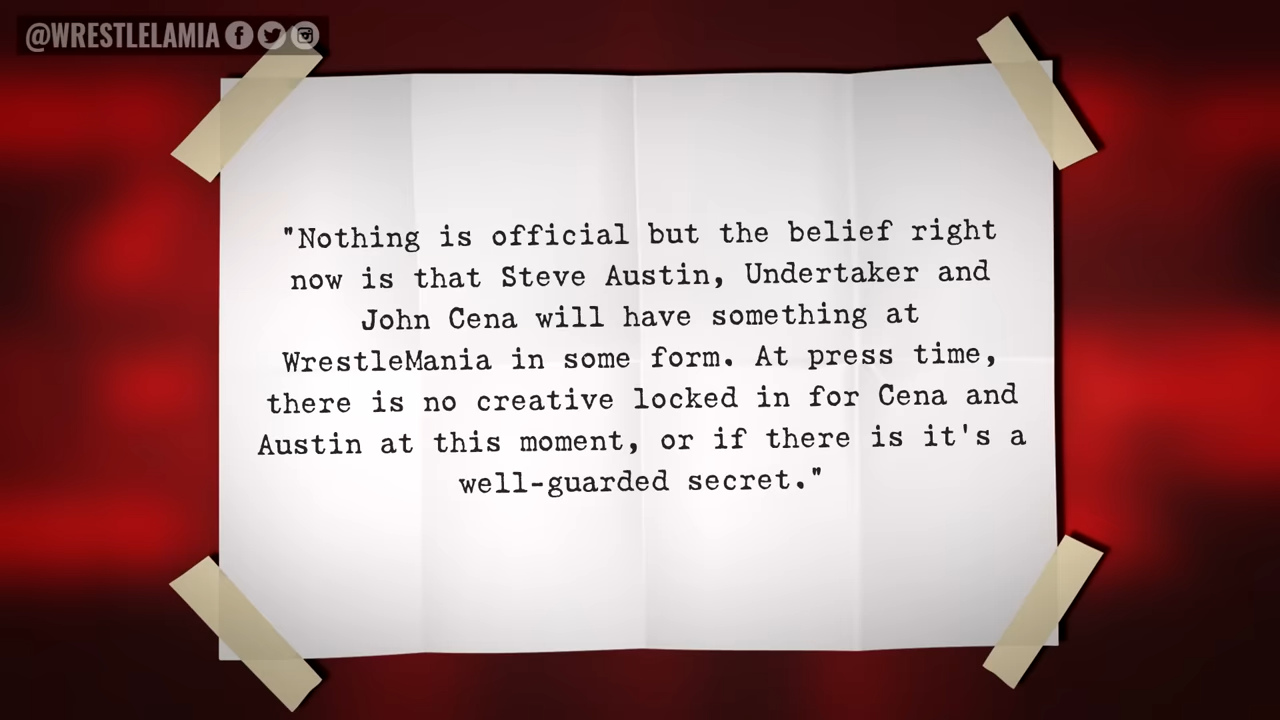 @WRESTLELAMIA
"Nothing is official but the belief right
now is that Steve Austin, Undertaker and
John Cena will have something at
WrestleMania in some form. At press time,
there is no creative locked in for Cena and
Austin at this moment, or if there is it's a
well-guarded secret."